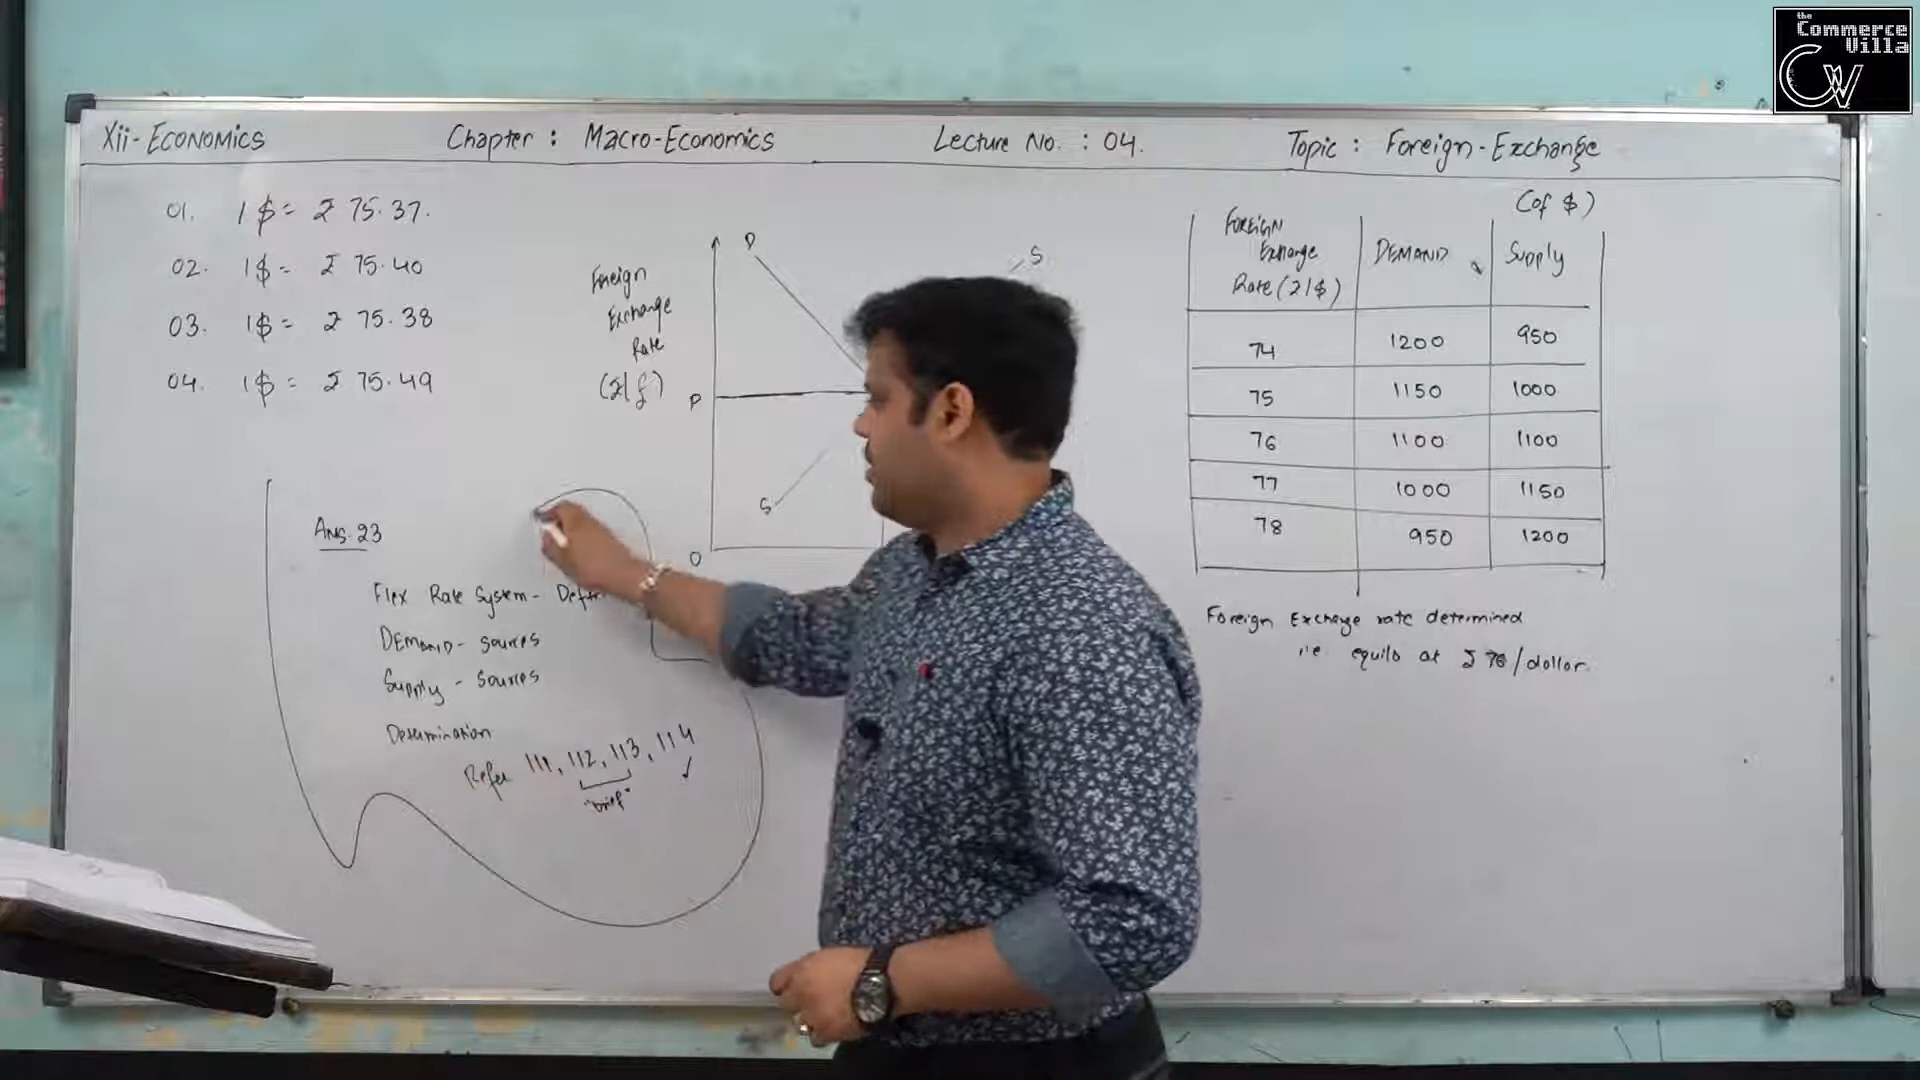 the
Commerce
Villa
CW
Xii-ECONOMICS Chapter : Macro-Economics Lecture No. : 04. Topic : Foreign-Exchange
01. 1$= ₹ 75.37.
02. 1$= ₹ 75.40
03. 1$= ₹ 75.38
04. 1$= ₹ 75.49
Foreign
Exchange
Rate
(₹/£)
D
S
P
S
O
Ans. 23
Flex Rate System - Defn
DEMAND - Sources
Supply - Sources
Determination
Refer 111, 112, 113, 114
"brief"
(of $)
FOREIGN Exchange Rate (₹/$) DEMAND Supply
74 1200 950
75 1150 1000
76 1100 1100
77 1000 1150
78 950 1200
Foreign Exchange rate determined
i.e. equilb at ₹ 76/dollar.